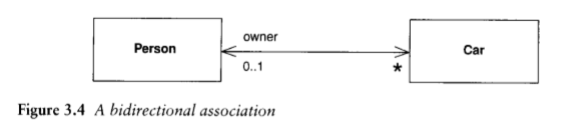 Person
owner
0..1
*
Car
Figure 3.4 A bidirectional association